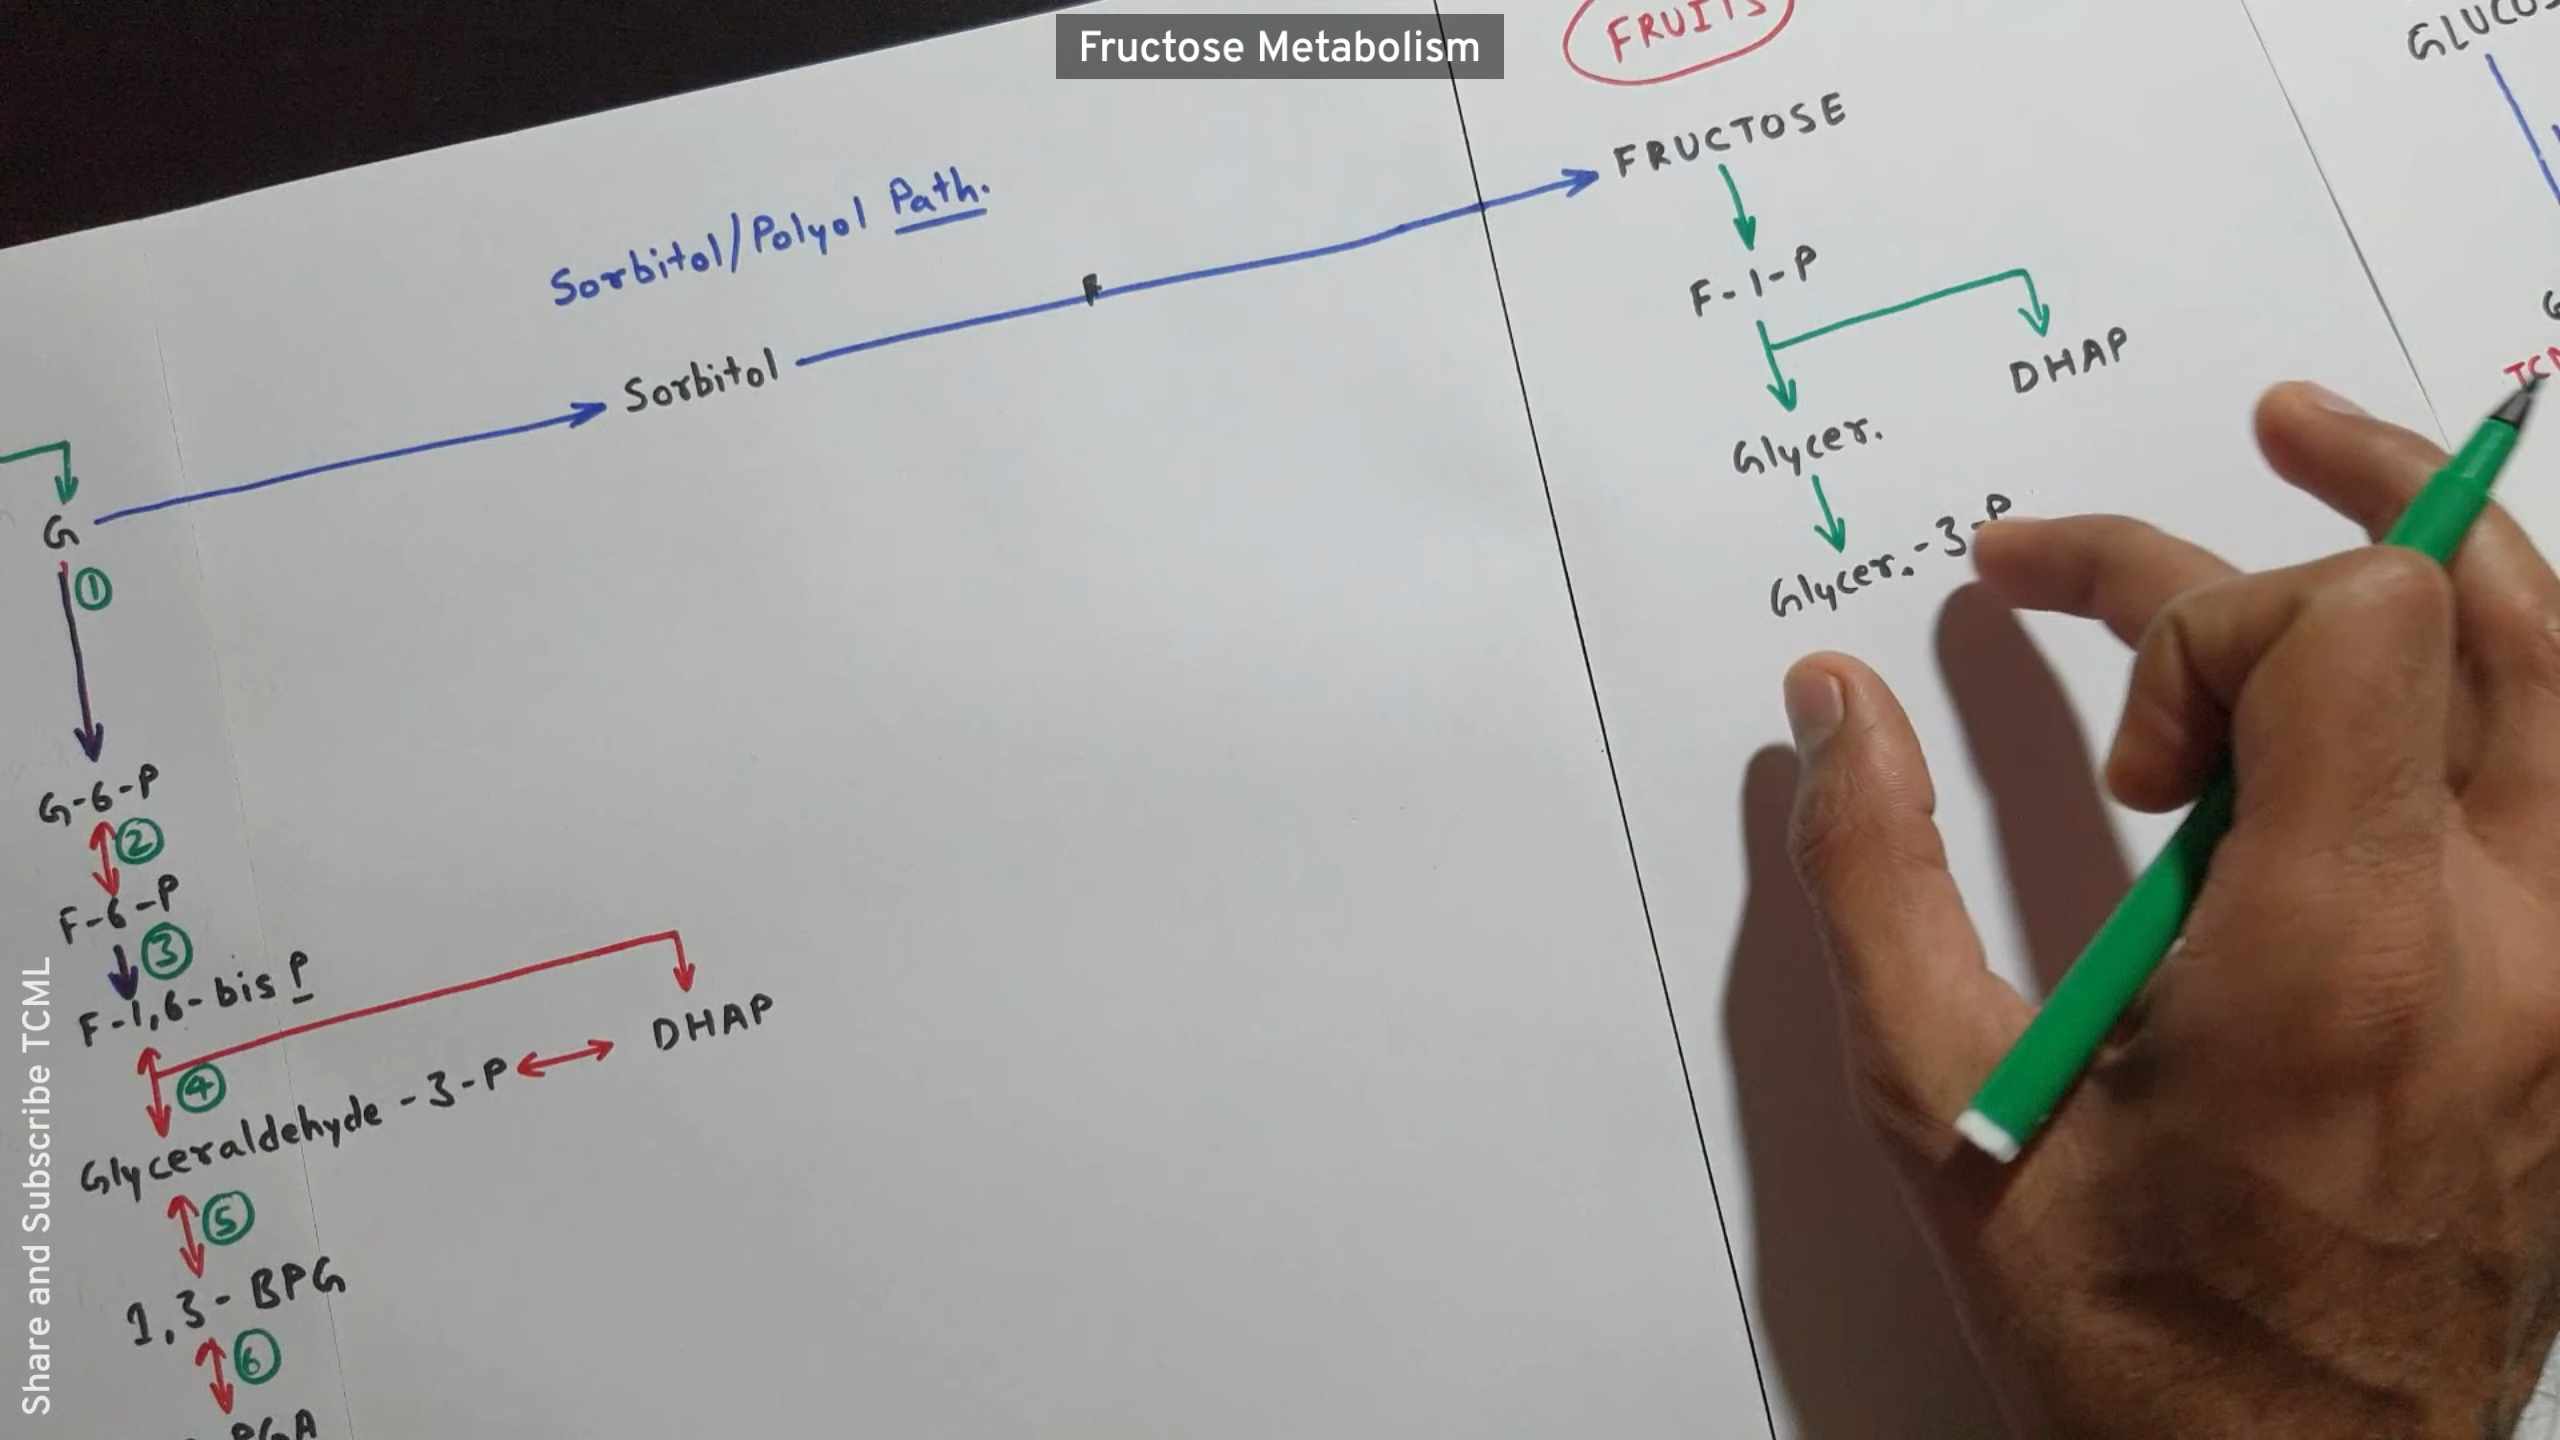 Fructose Metabolism
FRUITS
FRUCTOSE
F-1-P
DHAP
Glycer.
Glycer.-3-P
Sorbitol/Polyol Path.
Sorbitol
G
①
G-6-P
②
F-6-P
③
F-1,6-bis P
④
Glyceraldehyde-3-P
DHAP
⑤
1,3-BPG
⑥
Share and Subscribe TCML